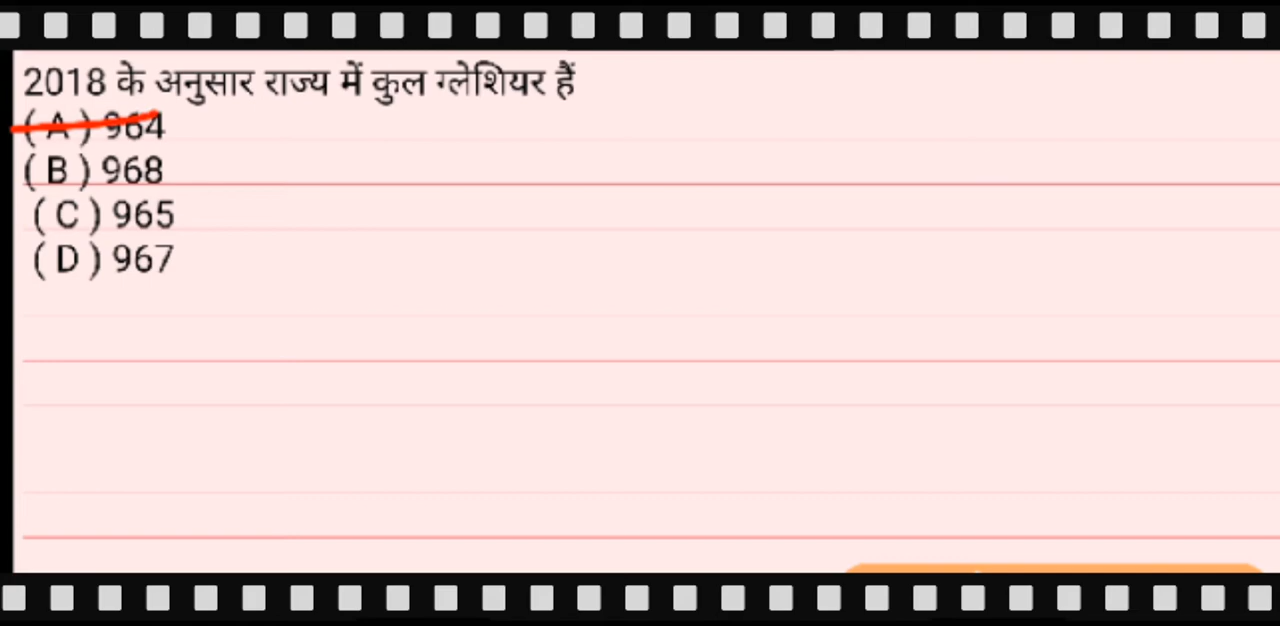 2018 के अनुसार राज्य में कुल ग्लेशियर हैं
( A ) 964
( B ) 968
( C ) 965
( D ) 967